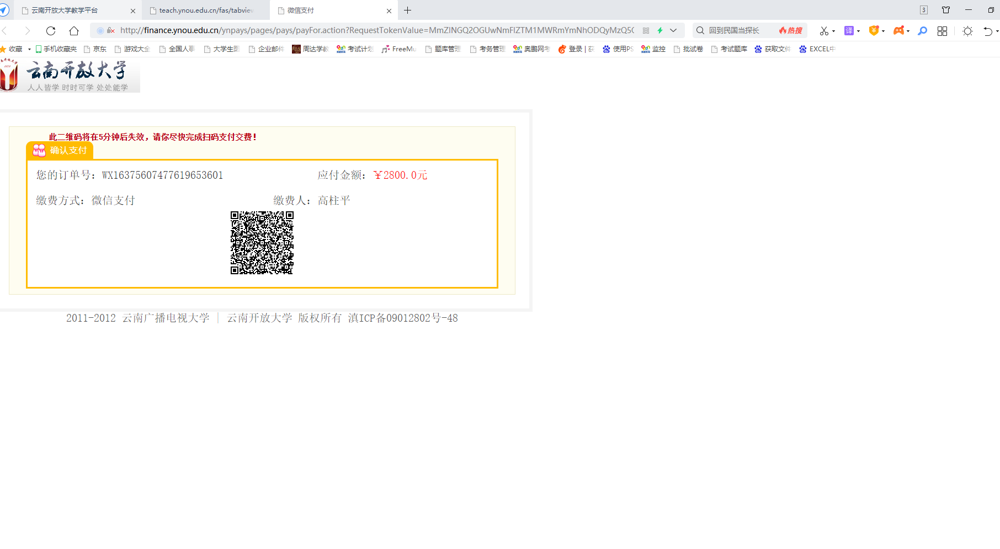 云南开放大学教学平台
teach.ynou.edu.cn/fas/tabview
微信支付
3
http://finance.ynou.edu.cn/ynpays/pages/pays/payFor.action?RequestTokenValue=
回到民国当探长
热搜
译
收藏 手机收藏夹 京东 游戏大全 全国人事 大学生图 企业邮件 周达学教 考试计划 FreeMu 题库管理 考务管理 奥鹏网考 登录 | 获 使用PS 监控 批试卷 考试题库 获取文件 EXCEL中
云南开放大学
人人皆学 时时可学 处处能学
此二维码将在5分钟后失效，请你尽快完成扫码支付交费！
确认支付
您的订单号：WX16375607477619653601 应付金额：￥2800.0元
缴费方式：微信支付 缴费人：高柱平
2011-2012 云南广播电视大学 | 云南开放大学 版权所有 滇ICP备09012802号-48